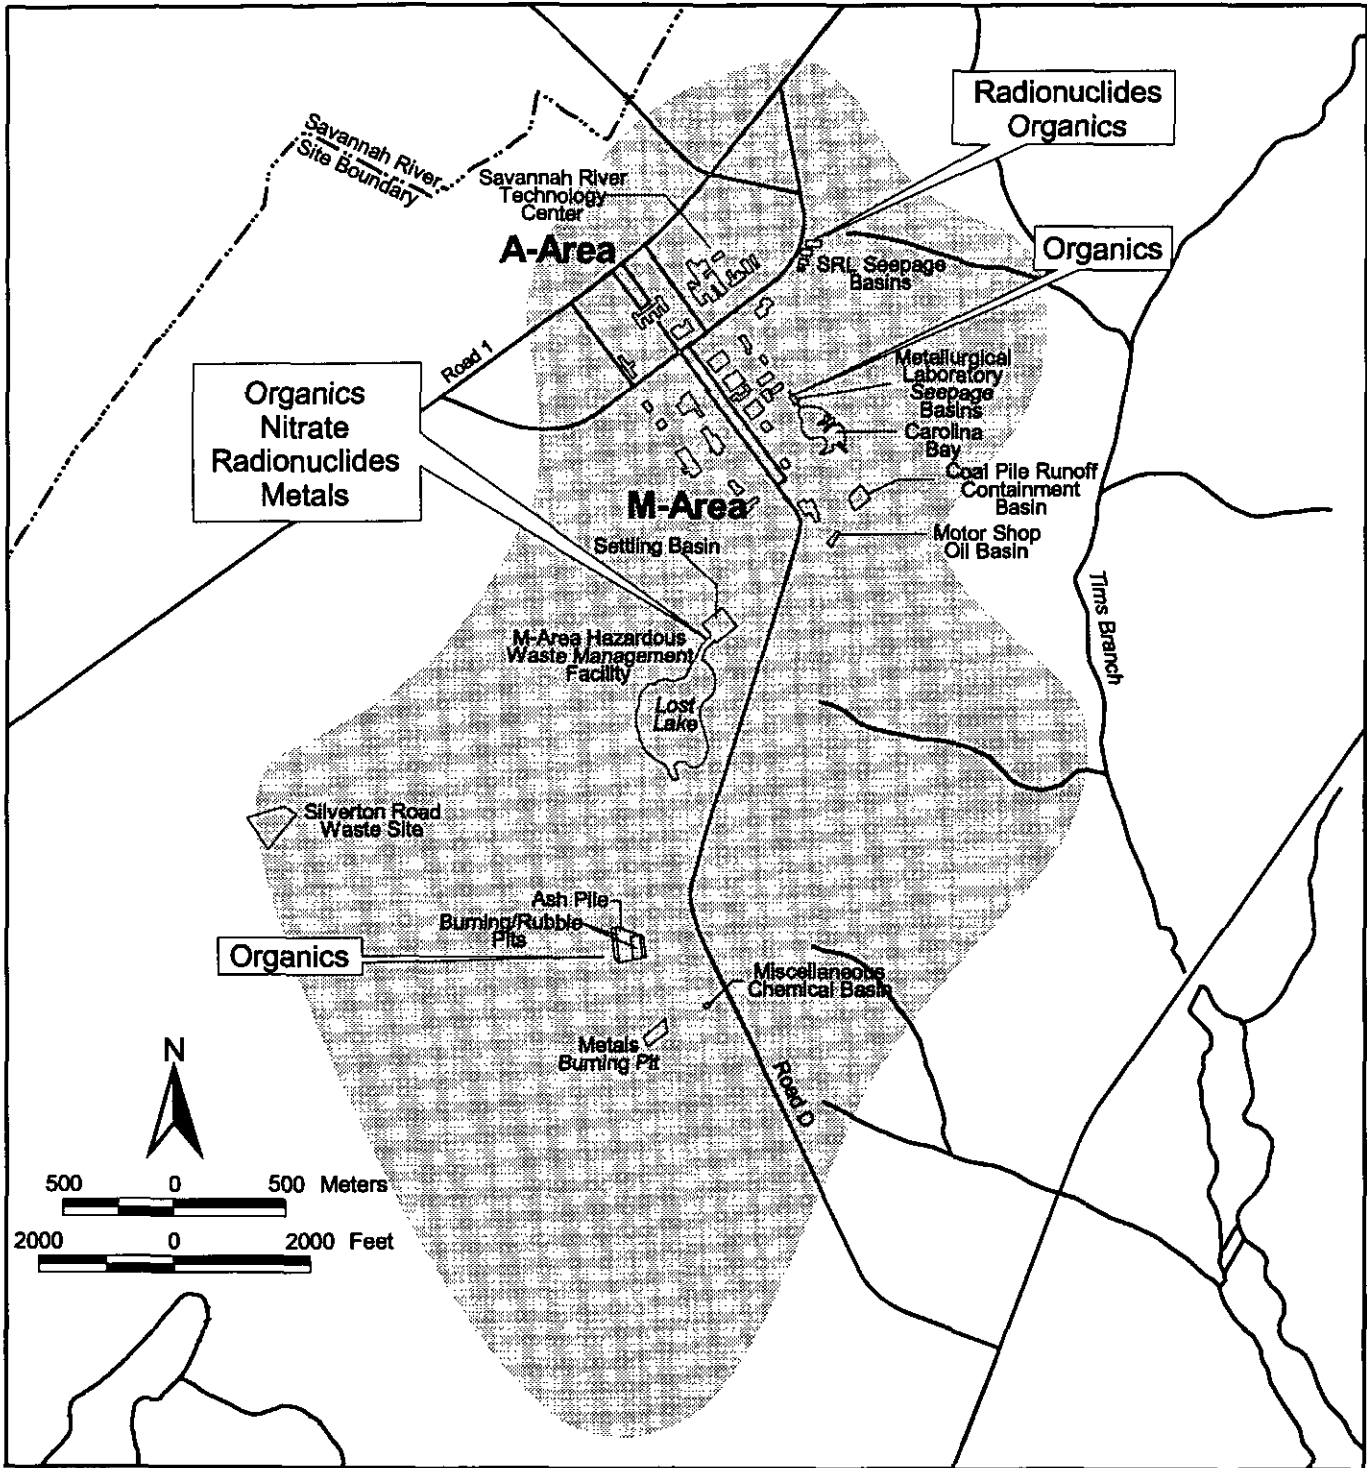 Radionuclides
Organics
Savannah River
Site Boundary
Savannah River
Technology
Center
A-Area
Organics
SRL Seepage
Basins
Road 1
Metallurgical
Laboratory
Seepage
Basins
Organics
Nitrate
Radionuclides
Metals
Carolina
Bay
Coal Pile Runoff
Containment
Basin
M-Area
Motor Shop
Oil Basin
Settling Basin
Tims Branch
M-Area Hazardous
Waste Management
Facility
Lost
Lake
Silverton Road
Waste Site
Ash Pile
Burning/Rubble
Pits
Organics
Miscellaneous
Chemical Basin
Metals
Burning Pit
Road D
N
500 0 500 Meters
2000 0 2000 Feet